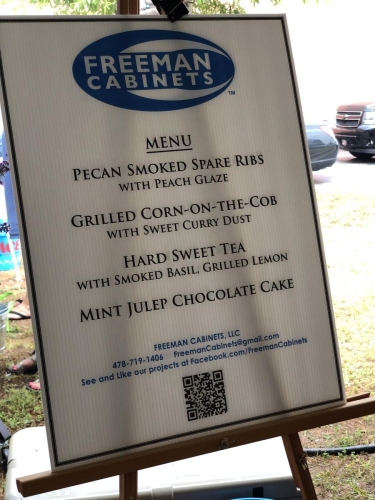 FREEMAN
CABINETS
TM
MENU
PECAN SMOKED SPARE RIBS
WITH PEACH GLAZE
GRILLED CORN-ON-THE-COB
WITH SWEET CURRY DUST
HARD SWEET TEA
WITH SMOKED BASIL, GRILLED LEMON
MINT JULEP CHOCOLATE CAKE
FREEMAN CABINETS, LLC
478-719-1406 FreemanCabinets@gmail.com
See and Like our projects at Facebook.com/FreemanCabinets